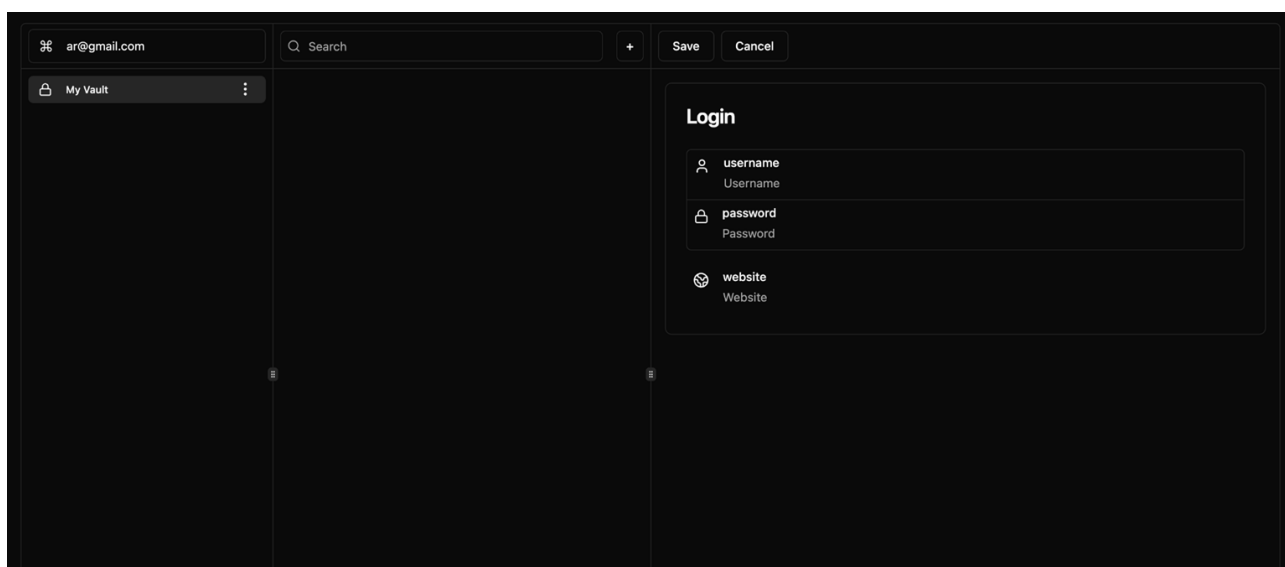 ⌘ ar@gmail.com
My Vault
Search
+
Save
Cancel
Login
username
Username
password
Password
website
Website